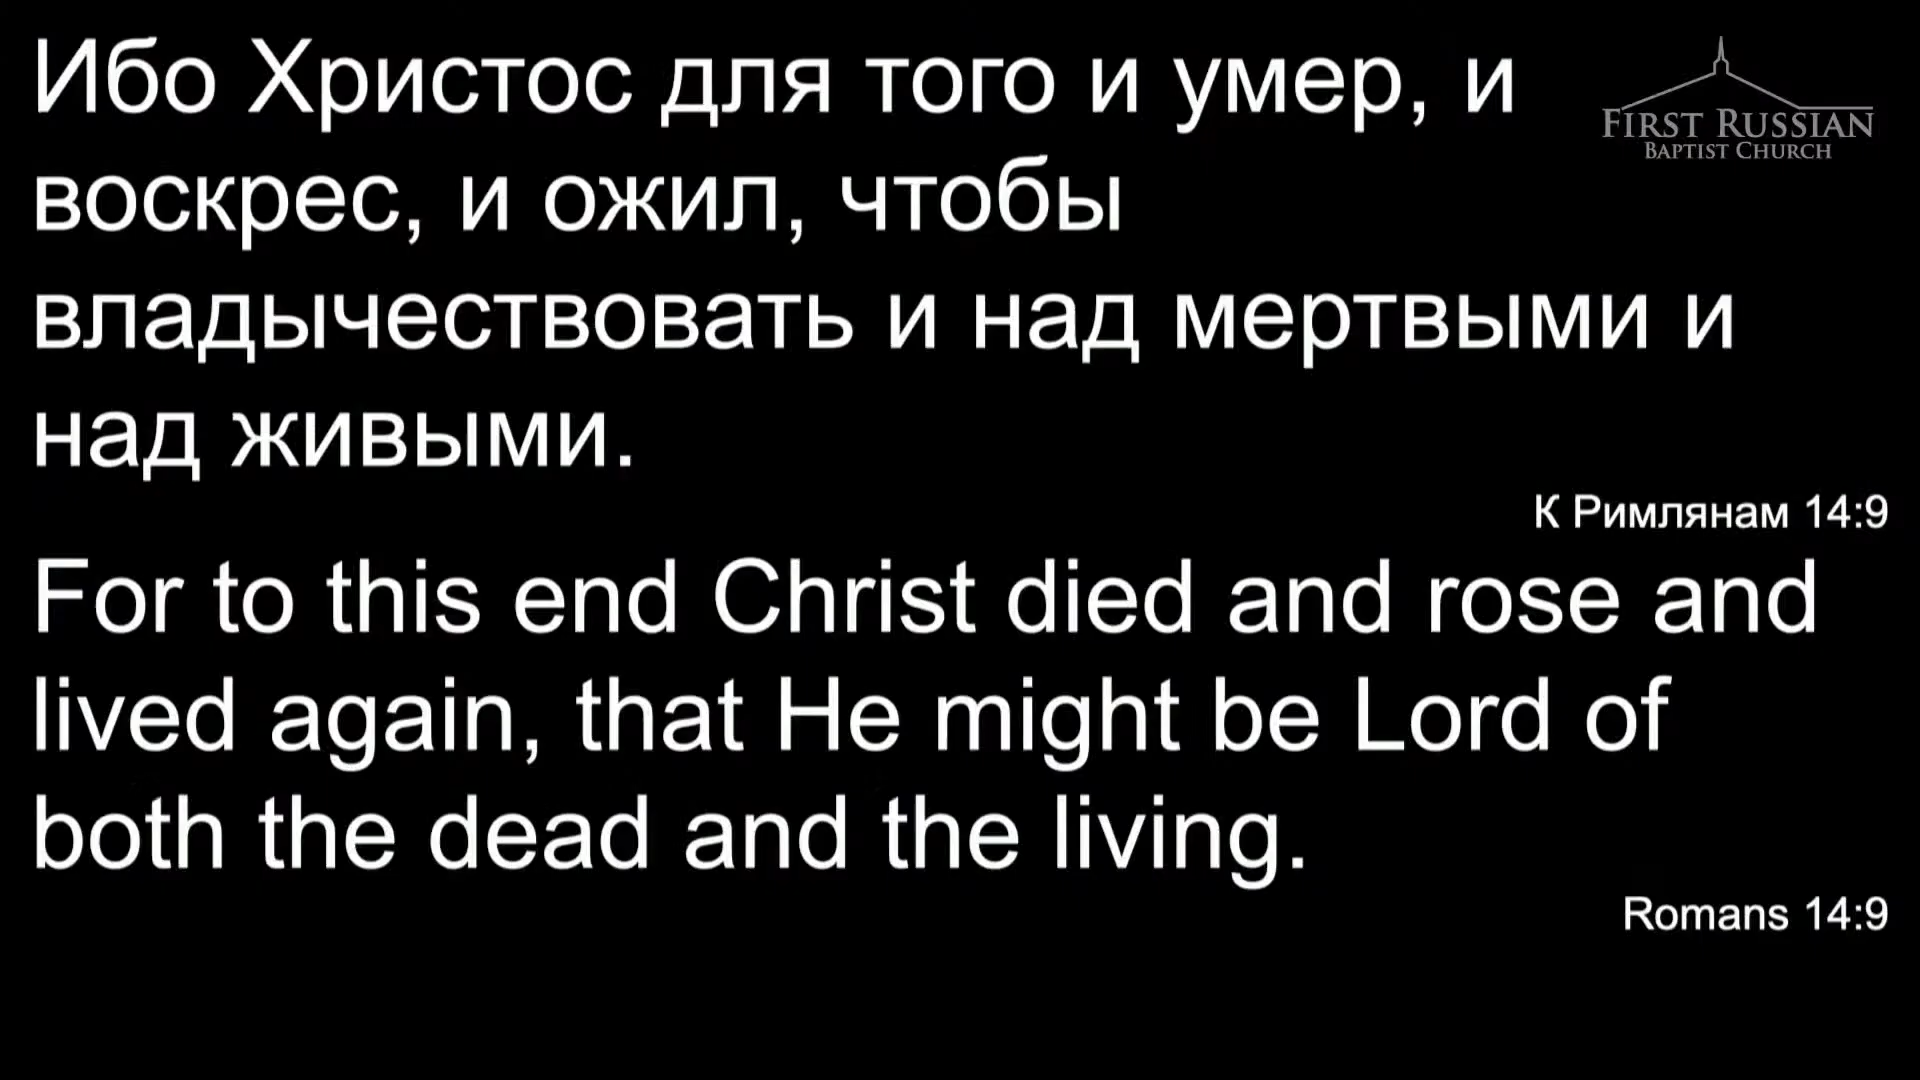 Ибо Христос для того и умер, и
воскрес, и ожил, чтобы
владычествовать и над мертвыми и
над живыми.
К Римлянам 14:9
For to this end Christ died and rose and
lived again, that He might be Lord of
both the dead and the living.
Romans 14:9
FIRST RUSSIAN
BAPTIST CHURCH